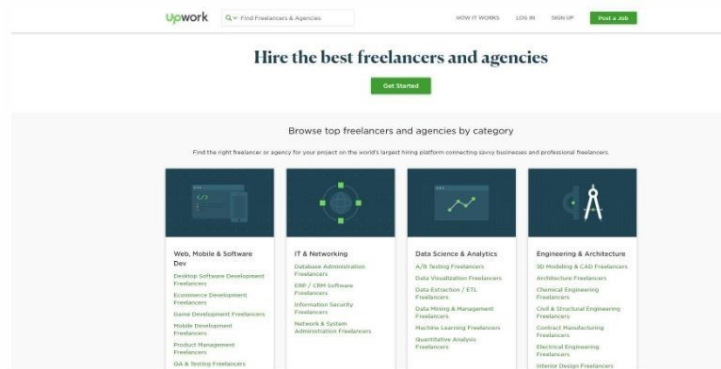 Upwork
Find Freelancers & Agencies
HOW IT WORKS
LOG IN
SIGN UP
Post a Job
Hire the best freelancers and agencies
Get Started
Browse top freelancers and agencies by category
Find the right freelancer or agency for your project on the world's largest hiring platform connecting savvy businesses and professional freelancers.
Web, Mobile & Software
Dev
Desktop Software Development
Freelancers
Ecommerce Development
Freelancers
Game Development Freelancers
Mobile Development
Freelancers
Product Management
Freelancers
QA & Testing Freelancers
IT & Networking
Database Administration
Freelancers
ERP / CRM Software
Freelancers
Information Security
Freelancers
Network & System
Administration Freelancers
Data Science & Analytics
A/B Testing Freelancers
Data Visualization Freelancers
Data Extraction / ETL
Freelancers
Data Mining & Management
Freelancers
Machine Learning Freelancers
Quantitative Analysis
Freelancers
Engineering & Architecture
3D Modeling & CAD Freelancers
Architecture Freelancers
Chemical Engineering
Freelancers
Civil & Structural Engineering
Freelancers
Contract Manufacturing
Freelancers
Electrical Engineering
Freelancers
Interior Design Freelancers